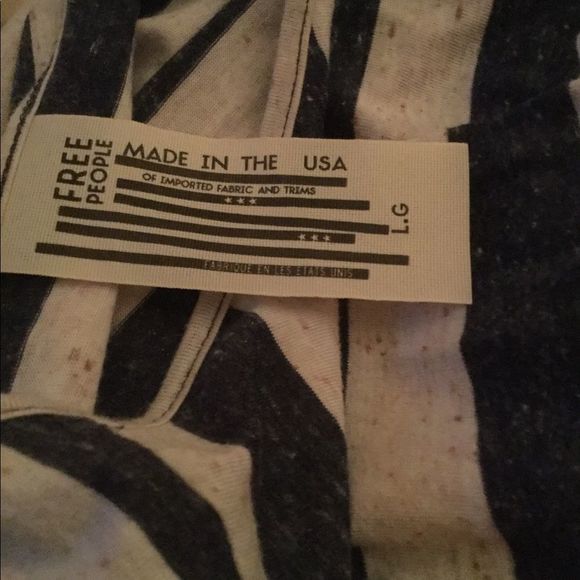 FREE
PEOPLE
MADE IN THE USA
OF IMPORTED FABRIC AND TRIMS
L.G
FABRIQUE EN LES ETATS UNIS